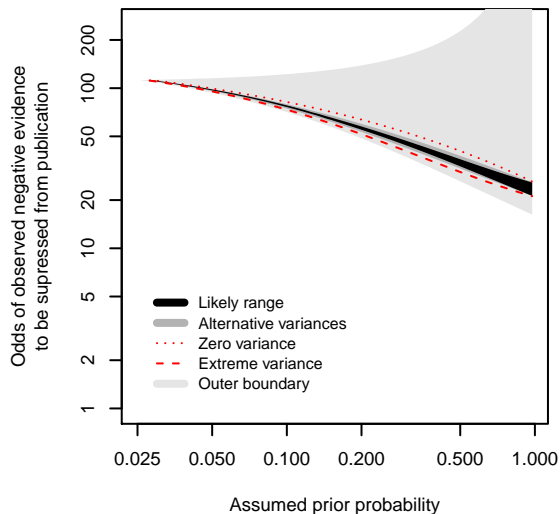 Odds of observed negative evidence
to be supressed from publication
200
100
50
20
10
5
2
1
Likely range
Alternative variances
Zero variance
Extreme variance
Outer boundary
0.025 0.050 0.100 0.200 0.500 1.000
Assumed prior probability